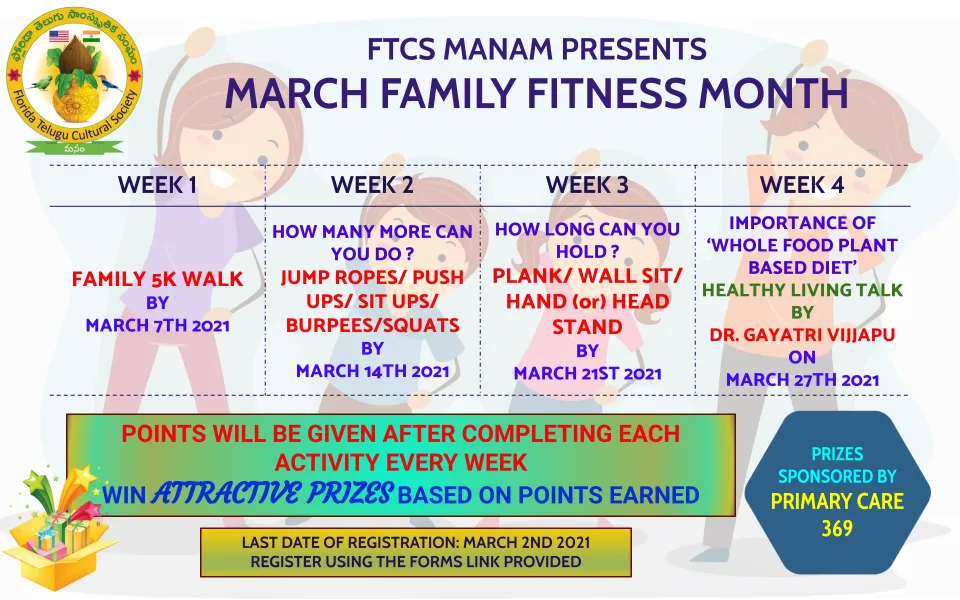 ఫ్లోరిడా తెలుగు సాంస్కృతిక సంఘం
Florida Telugu Cultural Society
మనం
FTCS MANAM PRESENTS
MARCH FAMILY FITNESS MONTH
WEEK 1
FAMILY 5K WALK
BY
MARCH 7TH 2021
WEEK 2
HOW MANY MORE CAN
YOU DO ?
JUMP ROPES/ PUSH
UPS/ SIT UPS/
BURPEES/SQUATS
BY
MARCH 14TH 2021
WEEK 3
HOW LONG CAN YOU
HOLD ?
PLANK/ WALL SIT/
HAND (or) HEAD
STAND
BY
MARCH 21ST 2021
WEEK 4
IMPORTANCE OF
‘WHOLE FOOD PLANT
BASED DIET’
HEALTHY LIVING TALK
BY
DR. GAYATRI VIJJAPU
ON
MARCH 27TH 2021
POINTS WILL BE GIVEN AFTER COMPLETING EACH
ACTIVITY EVERY WEEK
WIN ATTRACTIVE PRIZES BASED ON POINTS EARNED
PRIZES
SPONSORED BY
PRIMARY CARE
369
LAST DATE OF REGISTRATION: MARCH 2ND 2021
REGISTER USING THE FORMS LINK PROVIDED